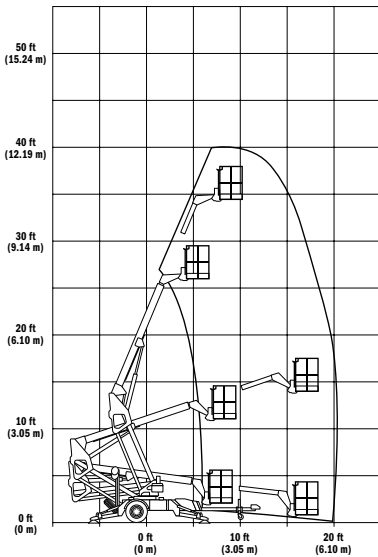 50 ft
(15.24 m)
40 ft
(12.19 m)
30 ft
(9.14 m)
20 ft
(6.10 m)
10 ft
(3.05 m)
0 ft
(0 m)
0 ft
(0 m)
10 ft
(3.05 m)
20 ft
(6.10 m)